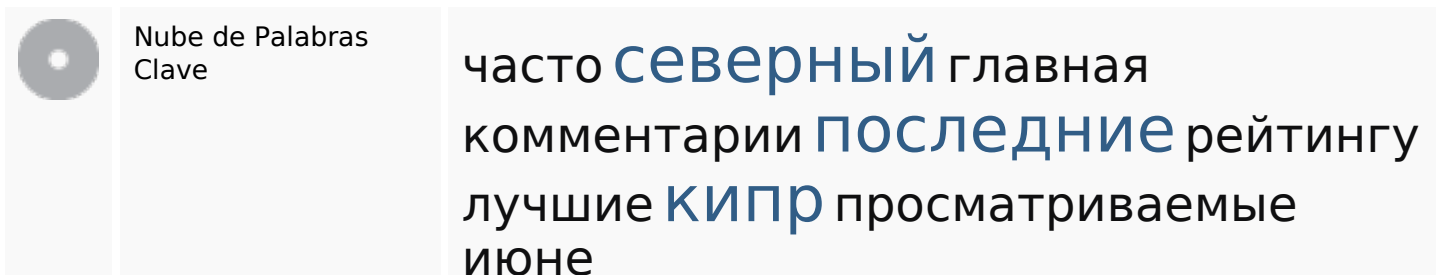 Nube de Palabras
Clave
часто северный главная
комментарии последние рейтингу
лучшие кипр просматриваемые
июне